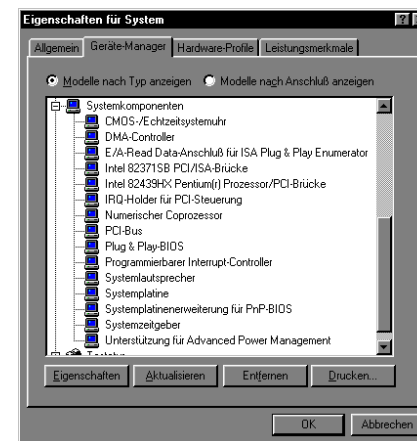 Eigenschaften für System
Allgemein Geräte-Manager Hardware-Profile Leistungsmerkmale
Modelle nach Typ anzeigen Modelle nach Anschluß anzeigen
Systemkomponenten
CMOS-/Echtzeitsystemuhr
DMA-Controller
E/A-Read Data-Anschluß für ISA Plug & Play Enumerator
Intel 82371SB PCI/ISA-Brücke
Intel 82439HX Pentium(r) Prozessor/PCI-Brücke
IRQ-Holder für PCI-Steuerung
Numerischer Coprozessor
PCI-Bus
Plug & Play-BIOS
Programmierbarer Interrupt-Controller
Systemlautsprecher
Systemplatine
Systemplatinenerweiterung für PnP-BIOS
Systemzeitgeber
Unterstützung für Advanced Power Management
Eigenschaften Aktualisieren Entfernen Drucken...
OK Abbrechen